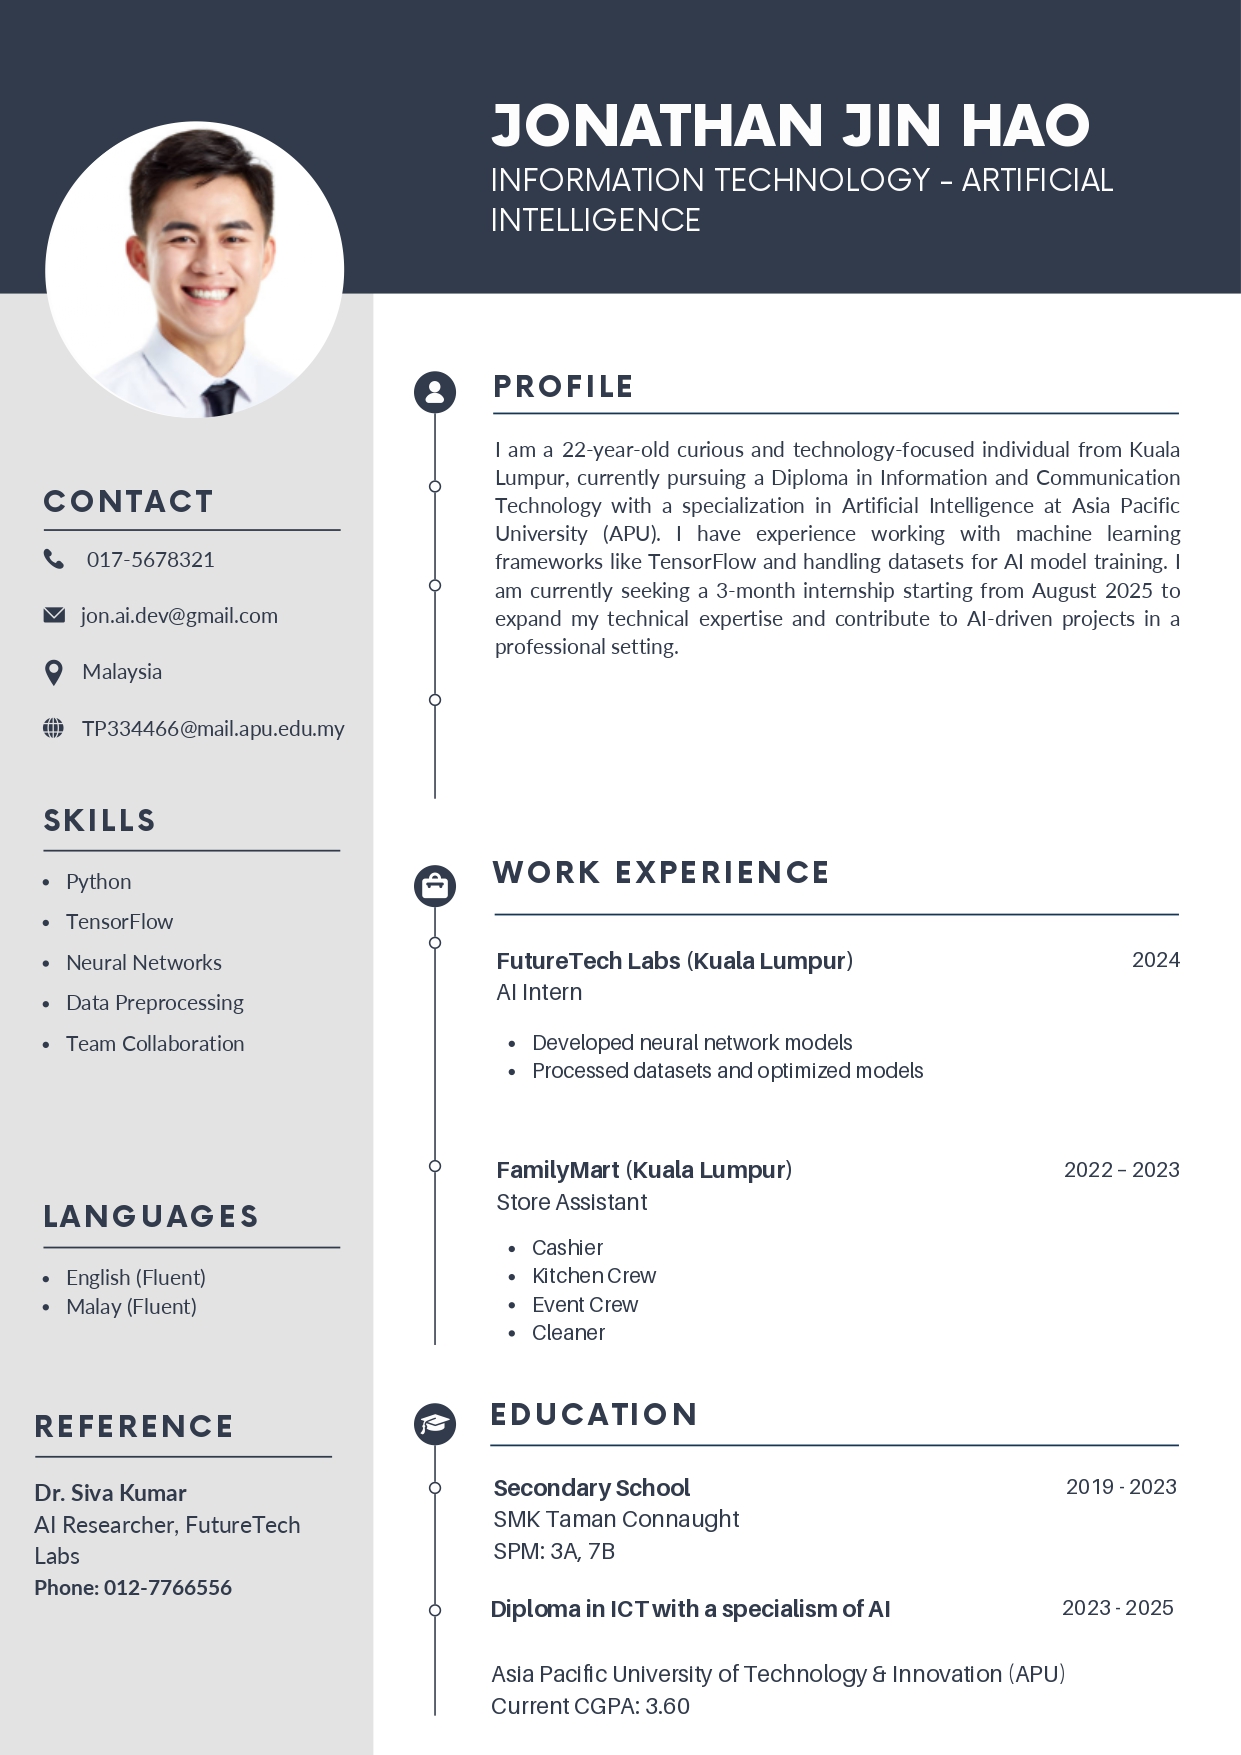 JONATHAN JIN HAO
INFORMATION TECHNOLOGY - ARTIFICIAL
INTELLIGENCE
CONTACT
017-5678321
jon.ai.dev@gmail.com
Malaysia
TP334466@mail.apu.edu.my
SKILLS
• Python
• TensorFlow
• Neural Networks
• Data Preprocessing
• Team Collaboration
LANGUAGES
• English (Fluent)
• Malay (Fluent)
REFERENCE
Dr. Siva Kumar
AI Researcher, FutureTech
Labs
Phone: 012-7766556
PROFILE
I am a 22-year-old curious and technology-focused individual from Kuala
Lumpur, currently pursuing a Diploma in Information and Communication
Technology with a specialization in Artificial Intelligence at Asia Pacific
University (APU). I have experience working with machine learning
frameworks like TensorFlow and handling datasets for AI model training. I
am currently seeking a 3-month internship starting from August 2025 to
expand my technical expertise and contribute to AI-driven projects in a
professional setting.
WORK EXPERIENCE
FutureTech Labs (Kuala Lumpur) 2024
AI Intern
• Developed neural network models
• Processed datasets and optimized models
FamilyMart (Kuala Lumpur) 2022 – 2023
Store Assistant
• Cashier
• Kitchen Crew
• Event Crew
• Cleaner
EDUCATION
Secondary School 2019 - 2023
SMK Taman Connaught
SPM: 3A, 7B
Diploma in ICT with a specialism of AI 2023 - 2025
Asia Pacific University of Technology & Innovation (APU)
Current CGPA: 3.60